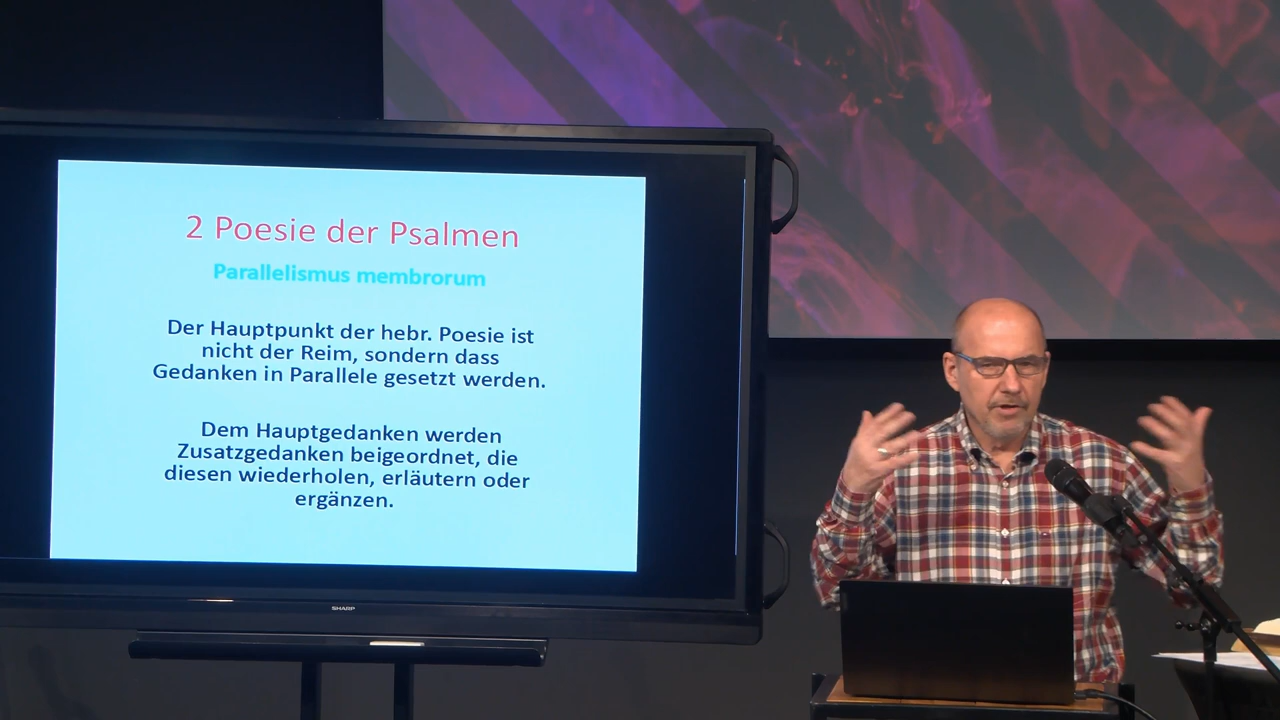 2 Poesie der Psalmen
Parallelismus membrorum
Der Hauptpunkt der hebr. Poesie ist
nicht der Reim, sondern dass
Gedanken in Parallele gesetzt werden.
Dem Hauptgedanken werden
Zusatzgedanken beigeordnet, die
diesen wiederholen, erläutern oder
ergänzen.
SHARP